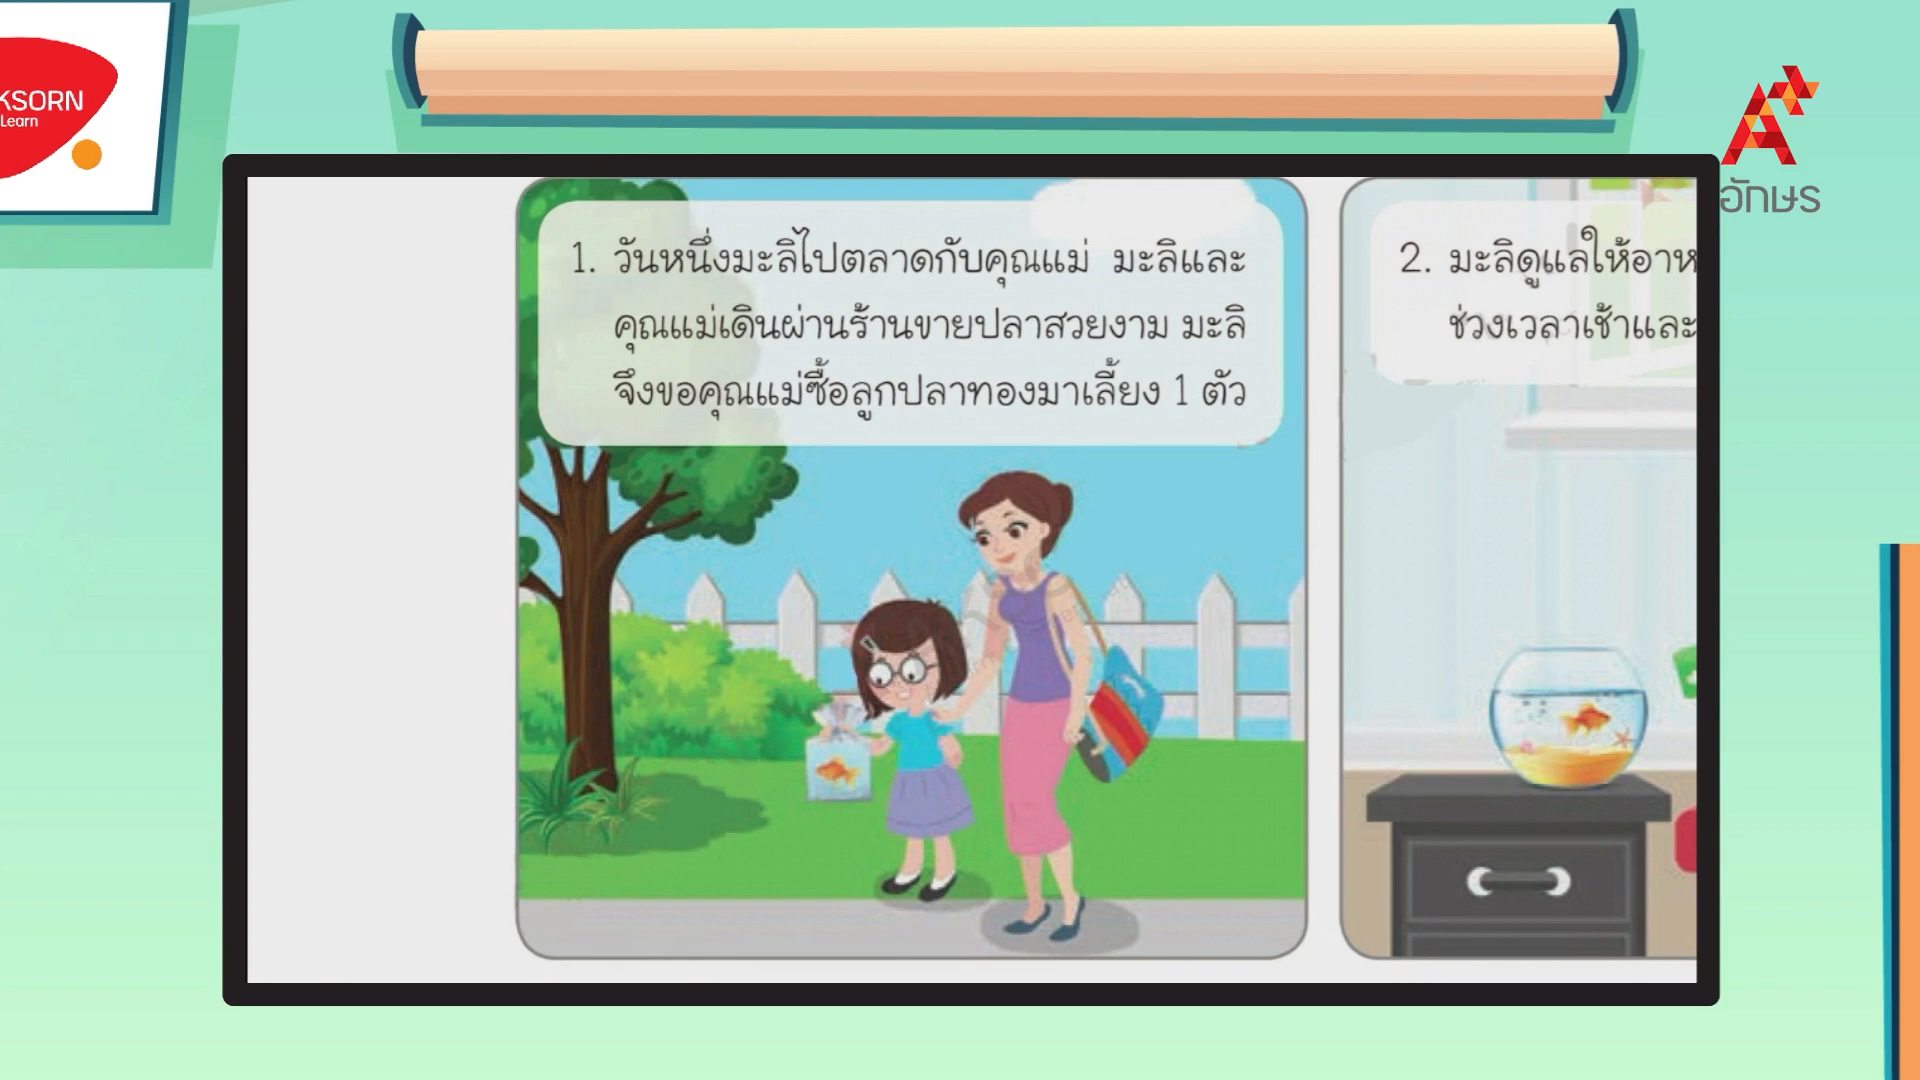 KSORN
Learn
อักษร
1. วันหนึ่งมะลิไปตลาดกับคุณแม่ มะลิและ
คุณแม่เดินผ่านร้านขายปลาสวยงาม มะลิ
จึงขอคุณแม่ซื้อลูกปลาทองมาเลี้ยง 1 ตัว
2. มะลิดูแลให้อาห
ช่วงเวลาเช้าและ